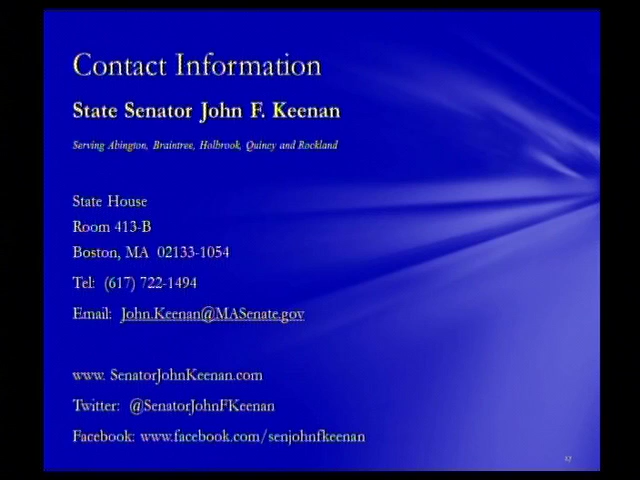 Contact Information
State Senator John F. Keenan
Serving Abington, Braintree, Holbrook, Quincy and Rockland
State House
Room 413-B
Boston, MA 02133-1054
Tel: (617) 722-1494
Email: John.Keenan@MASenate.gov
www. SenatorJohnKeenan.com
Twitter: @SenatorJohnFKeenan
Facebook: www.facebook.com/senjohnfkeenan